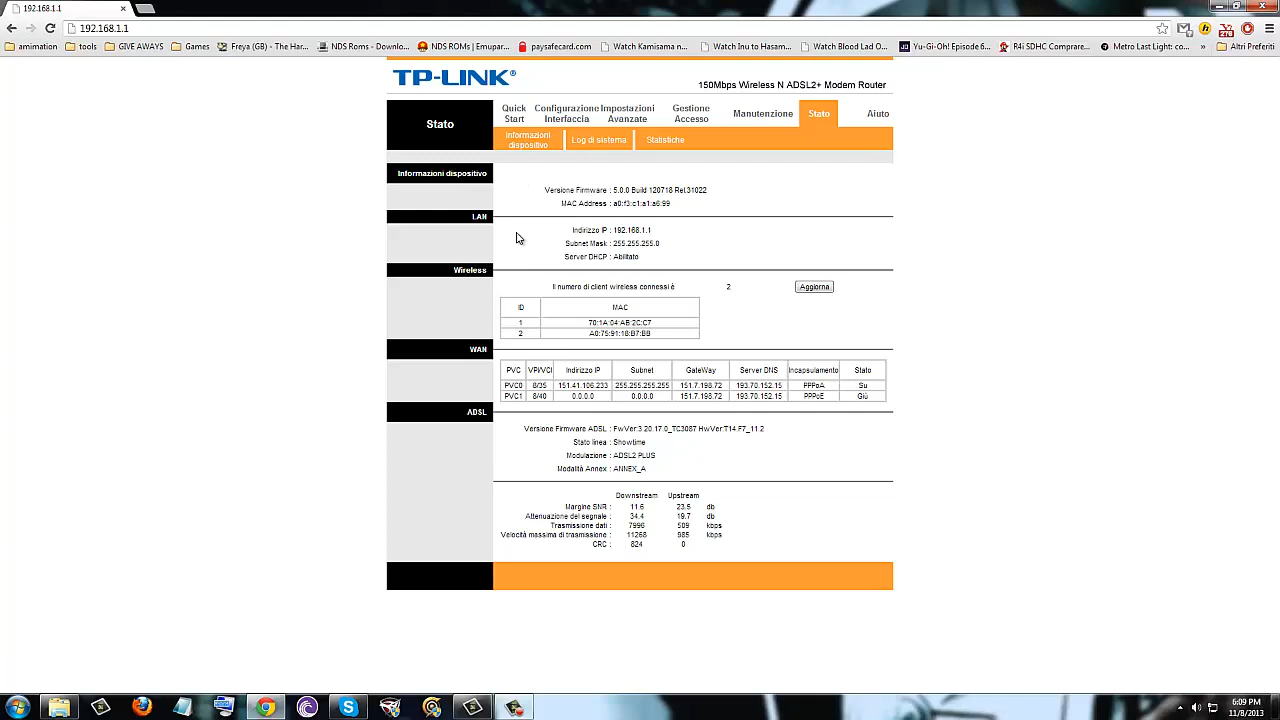 192.168.1.1
192.168.1.1
amimation
tools
GIVE AWAYS
Games
Freya (GB) - The Har...
NDS Roms - Downlo...
NDS ROMs | Emupar...
paysafecard.com
Watch Kamisama n...
Watch Inu to Hasam...
Watch Blood Lad O...
Yu-Gi-Oh! Episode 6...
R4i SDHC Comprare...
Metro Last Light: co...
»
Altri Preferiti
TP-LINK®
150Mbps Wireless N ADSL2+ Modem Router
Stato
Quick Start
Configurazione Interfaccia
Impostazioni Avanzate
Gestione Accesso
Manutenzione
Stato
Aiuto
Informazioni dispositivo
Log di sistema
Statistiche
Informazioni dispositivo
Versione Firmware : 5.0.0 Build 120718 Rel.31022
MAC Address : a0:f3:c1:a1:a6:99
LAN
Indirizzo IP : 192.168.1.1
Subnet Mask : 255.255.255.0
Server DHCP : Abilitato
Wireless
Il numero di client wireless connessi è 2 Aggiorna
ID MAC
1 70:1A:04:AB:2C:C7
2 A0:75:91:18:B7:BB
WAN
PVC VPI/VCI Indirizzo IP Subnet GateWay Server DNS Incapsulamento Stato
PVC0 8/35 151.41.106.233 255.255.255.255 151.7.198.72 193.70.152.15 PPPoA Su
PVC1 8/40 0.0.0.0 0.0.0.0 151.7.198.72 193.70.152.15 PPPoE Giù
ADSL
Versione Firmware ADSL : FwVer:3.20.17.0_TC3087 HwVer:T14.F7_11.2
Stato linea : Showtime
Modulazione : ADSL2 PLUS
Modalità Annex : ANNEX_A
Downstream Upstream
Margine SNR : 11.6 23.5 db
Attenuazione del segnale : 34.4 19.7 db
Trasmissione dati : 7996 509 kbps
Velocità massima di trasmissione : 11268 985 kbps
CRC : 824 0
6:09 PM
11/8/2013